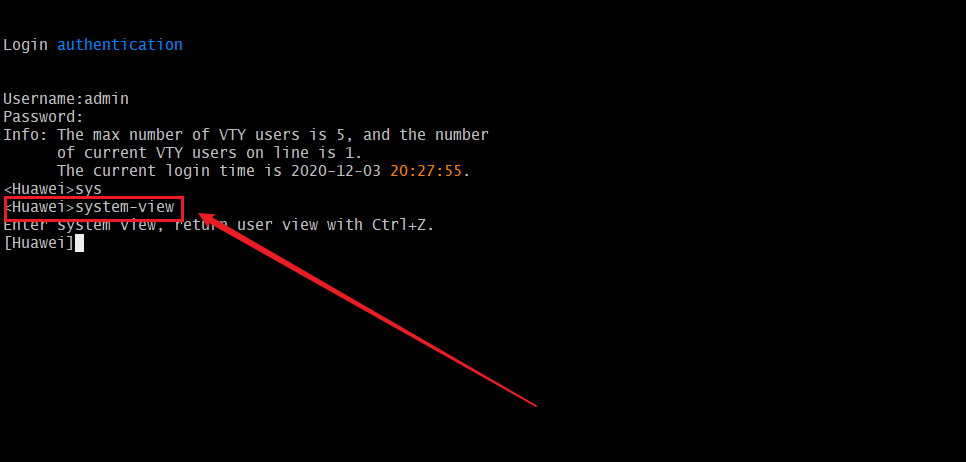 Login authentication
Username:admin
Password:
Info: The max number of VTY users is 5, and the number
of current VTY users on line is 1.
The current login time is 2020-12-03 20:27:55.
<Huawei>sys
<Huawei>system-view
Enter system view, return user view with Ctrl+Z.
[Huawei]